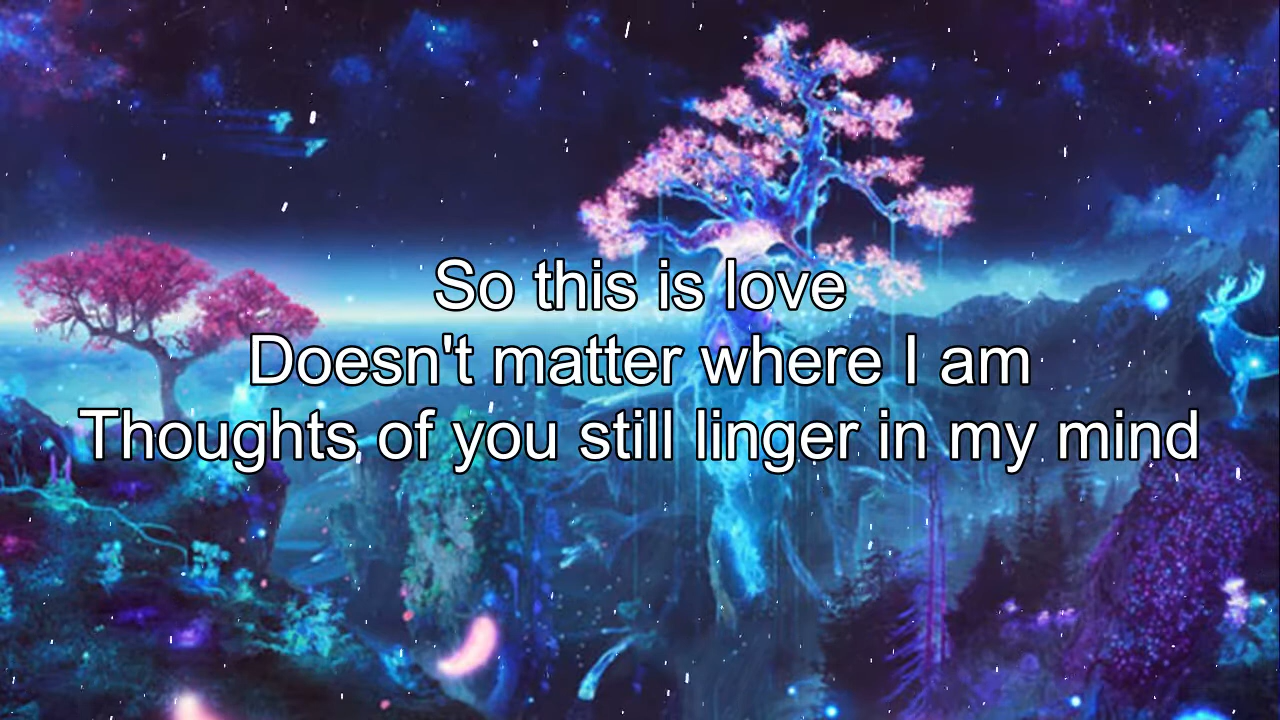 So this is love
Doesn't matter where I am
Thoughts of you still linger in my mind